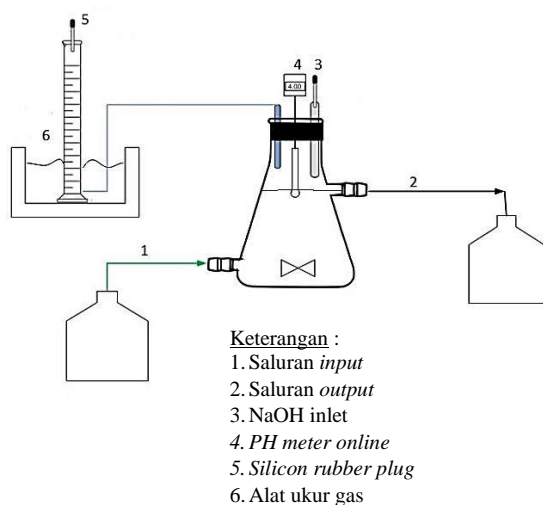 5
4
3
4.00
6
2
1
Keterangan :
1. Saluran input
2. Saluran output
3. NaOH inlet
4. PH meter online
5. Silicon rubber plug
6. Alat ukur gas